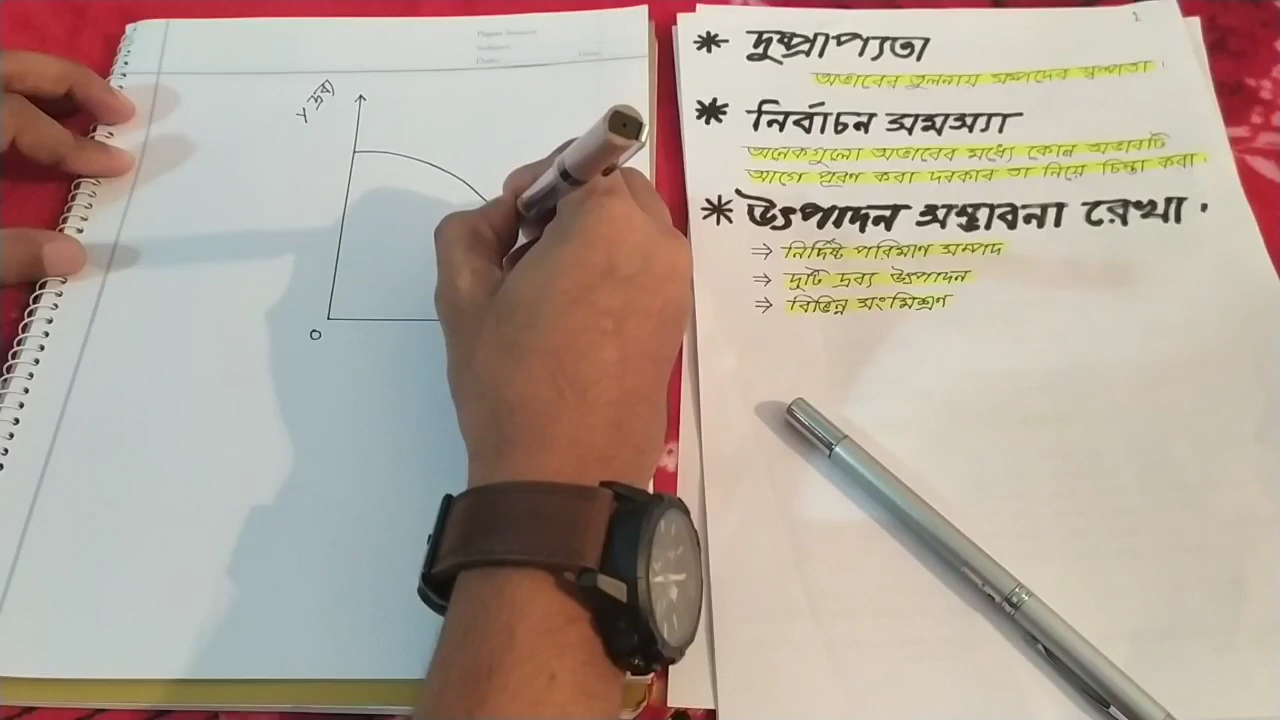 Y দ্রব্য
O
1
* দুষ্প্রাপ্যতা
অভাবের তুলনায় সম্পদের স্বল্পতা।
* নির্বাচন সমস্যা
অনেকগুলো অভাবের মধ্যে কোন অভাবটি
আগে পূরণ করা দরকার তা নিয়ে চিন্তা করা।
* উৎপাদন সম্ভাবনা রেখা.
⇒ নির্দিষ্ট পরিমাণ সম্পদ
⇒ দুটি দ্রব্য উৎপাদন
⇒ বিভিন্ন সংমিশ্রণ